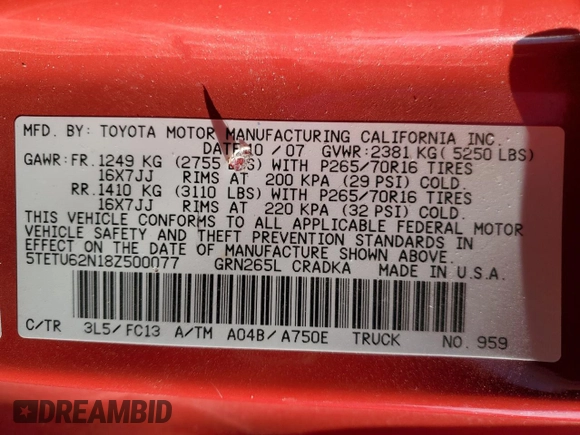 MFD. BY: TOYOTA MOTOR MANUFACTURING CALIFORNIA INC.
DATE 10 / 07 GVWR: 2381 KG ( 5250 LBS)
GAWR: FR. 1249 KG (2755 LBS) WITH P265/70R16 TIRES
16X7JJ RIMS AT 200 KPA (29 PSI) COLD.
RR. 1410 KG (3110 LBS) WITH P265/70R16 TIRES
16X7JJ RIMS AT 220 KPA (32 PSI) COLD.
THIS VEHICLE CONFORMS TO ALL APPLICABLE FEDERAL MOTOR
VEHICLE SAFETY AND THEFT PREVENTION STANDARDS IN
EFFECT ON THE DATE OF MANUFACTURE SHOWN ABOVE.
5TETU62N18Z500077 GRN265L CRADKA MADE IN U.S.A.
C/TR 3L5/ FC13 A/TM A04B/ A750E TRUCK NO. 959
DREAMBID